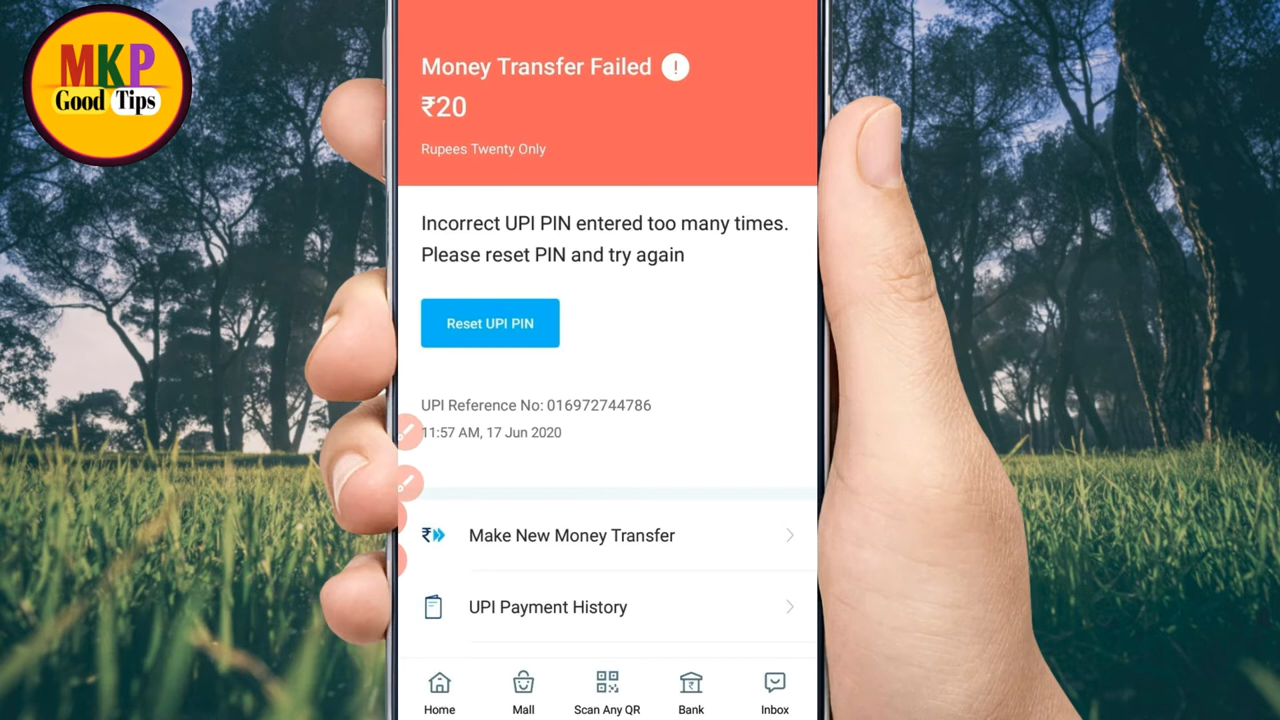 MKP
Good Tips
Money Transfer Failed !
₹20
Rupees Twenty Only
Incorrect UPI PIN entered too many times.
Please reset PIN and try again
Reset UPI PIN
UPI Reference No: 016972744786
11:57 AM, 17 Jun 2020
Make New Money Transfer
UPI Payment History
Home
Mall
Scan Any QR
Bank
Inbox